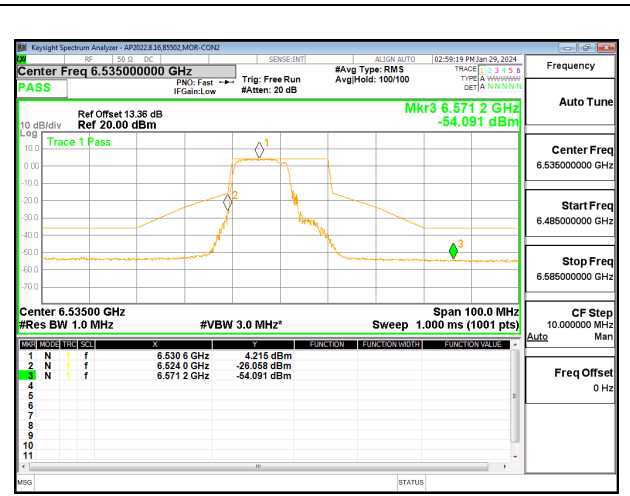 Keysight Spectrum Analyzer - AP2022.8.16,85502,MOR-CON2
LXI RF 50 Ω DC SENSE:INT ALIGN AUTO 02:59:19 PM Jan 29, 2024
Center Freq 6.535000000 GHz #Avg Type: RMS TRACE 1 2 3 4 5 6
PNO: Fast Trig: Free Run Avg|Hold: 100/100 TYPE A WWWWW
PASS IFGain:Low #Atten: 20 dB DET A N N N N N
Frequency
Auto Tune
Center Freq
6.535000000 GHz
Start Freq
6.485000000 GHz
Stop Freq
6.585000000 GHz
CF Step
10.000000 MHz
Auto Man
Freq Offset
0 Hz
Mkr3 6.571 2 GHz
-54.091 dBm
Ref Offset 13.36 dB
10 dB/div Ref 20.00 dBm
Log
Trace 1 Pass
10.0
0.00
-10.0
-20.0
-30.0
-40.0
-50.0
-60.0
-70.0
1
2
3
Center 6.53500 GHz Span 100.0 MHz
#Res BW 1.0 MHz #VBW 3.0 MHz* Sweep 1.000 ms (1001 pts)
MKR MODE TRC SCL X Y FUNCTION FUNCTION WIDTH FUNCTION VALUE
1 N 1 f 6.530 6 GHz 4.215 dBm
2 N 1 f 6.524 0 GHz -26.058 dBm
3 N 1 f 6.571 2 GHz -54.091 dBm
4
5
6
7
8
9
10
11
MSG STATUS